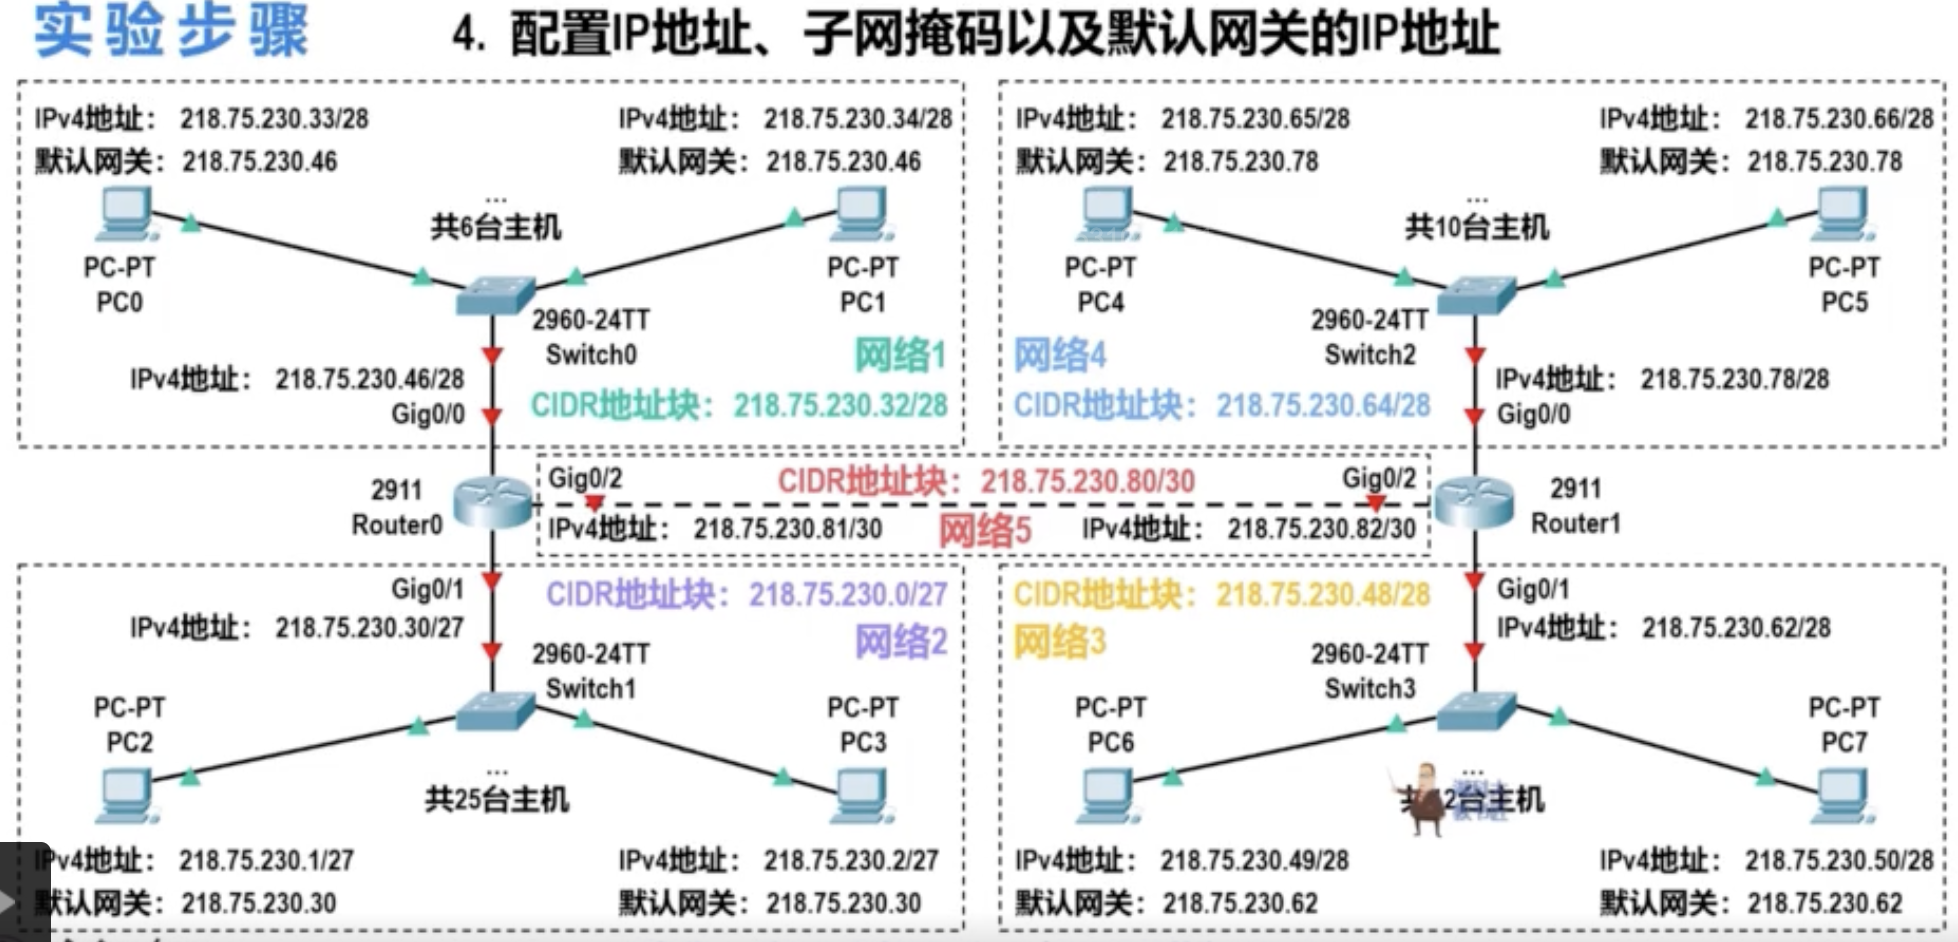 实验步骤
4. 配置IP地址、子网掩码以及默认网关的IP地址
IPv4地址： 218.75.230.33/28
默认网关：218.75.230.46
IPv4地址： 218.75.230.34/28
默认网关：218.75.230.46
...
共6台主机
PC-PT
PC0
PC-PT
PC1
2960-24TT
Switch0
网络1
IPv4地址： 218.75.230.46/28
Gig0/0
CIDR地址块：218.75.230.32/28
IPv4地址： 218.75.230.65/28
默认网关：218.75.230.78
IPv4地址： 218.75.230.66/28
默认网关：218.75.230.78
...
共10台主机
PC-PT
PC4
PC-PT
PC5
2960-24TT
Switch2
网络4
CIDR地址块：218.75.230.64/28
IPv4地址： 218.75.230.78/28
Gig0/0
2911
Router0
Gig0/2
CIDR地址块：218.75.230.80/30
Gig0/2
IPv4地址： 218.75.230.81/30
网络5
IPv4地址： 218.75.230.82/30
2911
Router1
Gig0/1
IPv4地址： 218.75.230.30/27
CIDR地址块：218.75.230.0/27
网络2
2960-24TT
Switch1
PC-PT
PC2
PC-PT
PC3
...
共25台主机
IPv4地址： 218.75.230.1/27
默认网关：218.75.230.30
IPv4地址： 218.75.230.2/27
默认网关：218.75.230.30
CIDR地址块：218.75.230.48/28
网络3
Gig0/1
IPv4地址： 218.75.230.62/28
2960-24TT
Switch3
PC-PT
PC6
PC-PT
PC7
...
2台主机
IPv4地址： 218.75.230.49/28
默认网关：218.75.230.62
IPv4地址： 218.75.230.50/28
默认网关：218.75.230.62